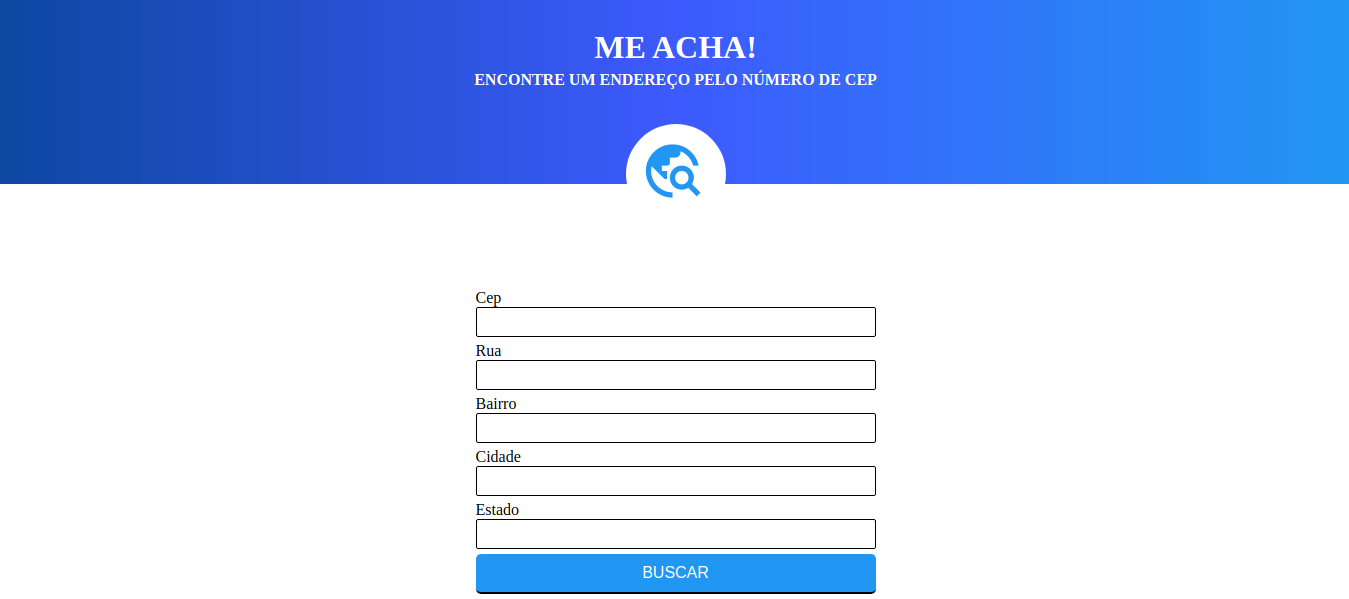 ME ACHA!
ENCONTRE UM ENDEREÇO PELO NÚMERO DE CEP
Cep
Rua
Bairro
Cidade
Estado
BUSCAR